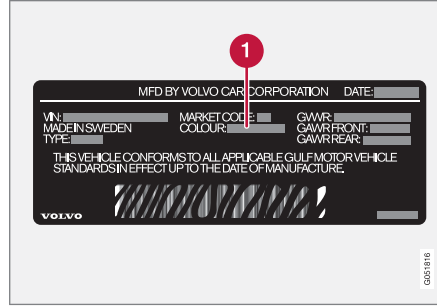 1
MFD BY VOLVO CAR CORPORATION DATE:
VIN: MARKET CODE: GVWR:
MADE IN SWEDEN COLOUR: GAWR FRONT:
TYPE: GAWR REAR:
THIS VEHICLE CONFORMS TO ALL APPLICABLE GULF MOTOR VEHICLE
STANDARDS IN EFFECT UP TO THE DATE OF MANUFACTURE.
VOLVO
G051816